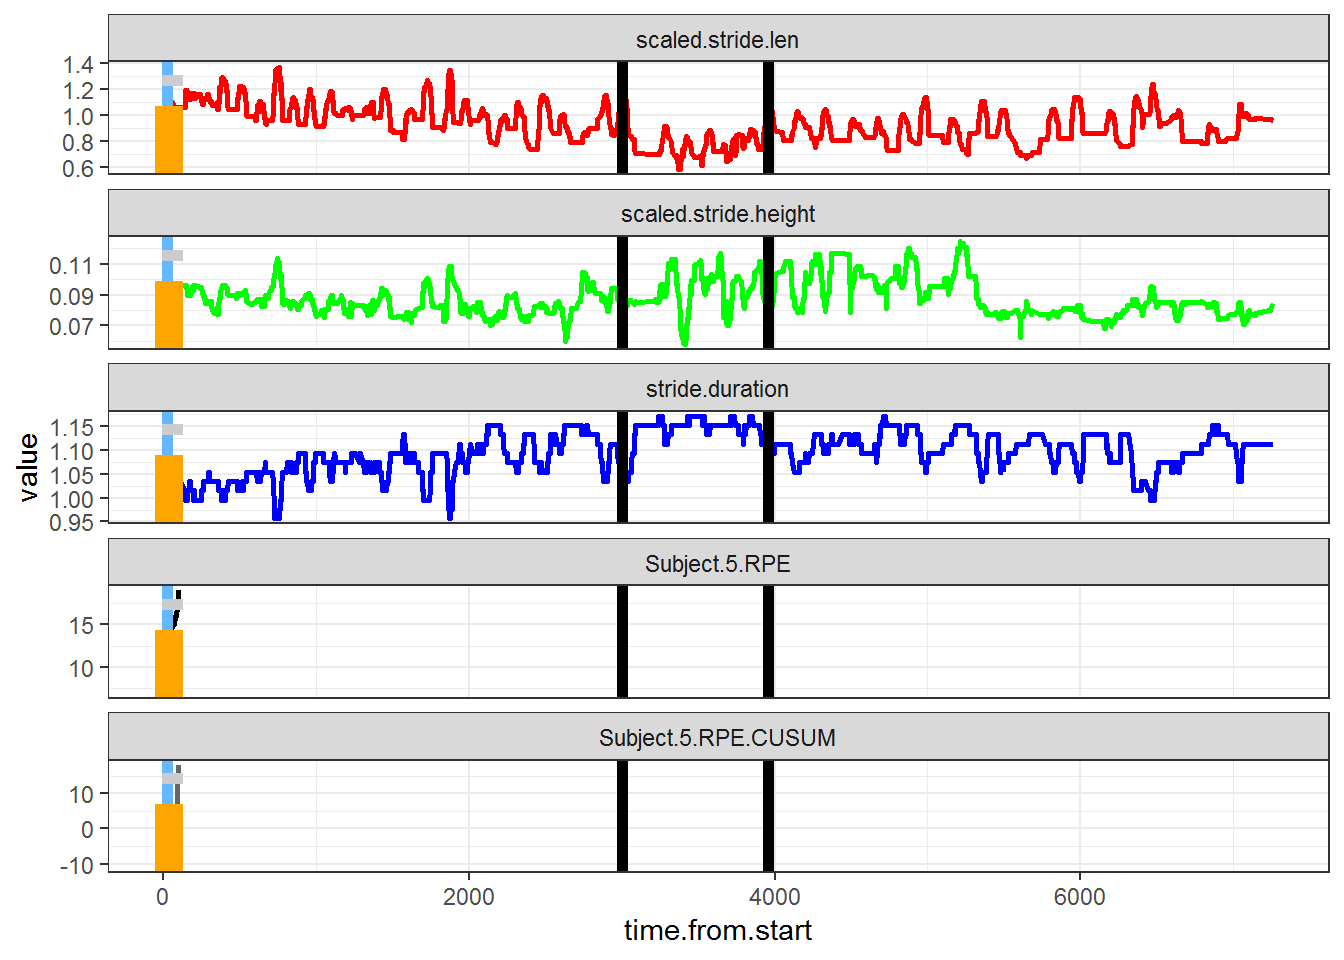 scaled.stride.len
1.4
1.2
1.0
0.8
0.6
scaled.stride.height
0.11
0.09
0.07
stride.duration
1.15
1.10
1.05
1.00
0.95
value
Subject.5.RPE
15
10
Subject.5.RPE.CUSUM
10
0
-10
0 2000 4000 6000
time.from.start